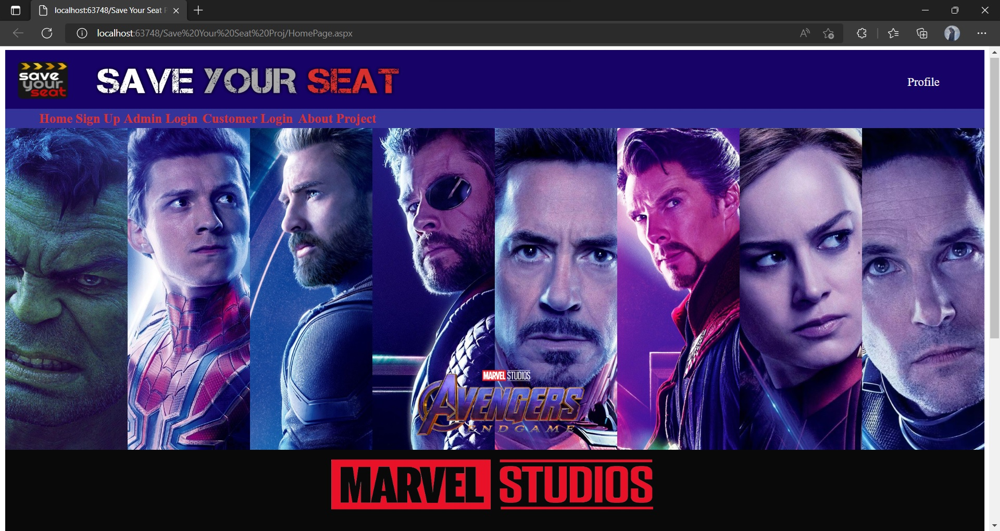 localhost:63748/Save Your Seat P
localhost:63748/Save%20Your%20Seat%20Proj/HomePage.aspx
save
your
seat
SAVE YOUR SEAT
Profile
Home Sign Up Admin Login Customer Login About Project
MARVEL STUDIOS
AVENGERS
ENDGAME
MARVEL STUDIOS